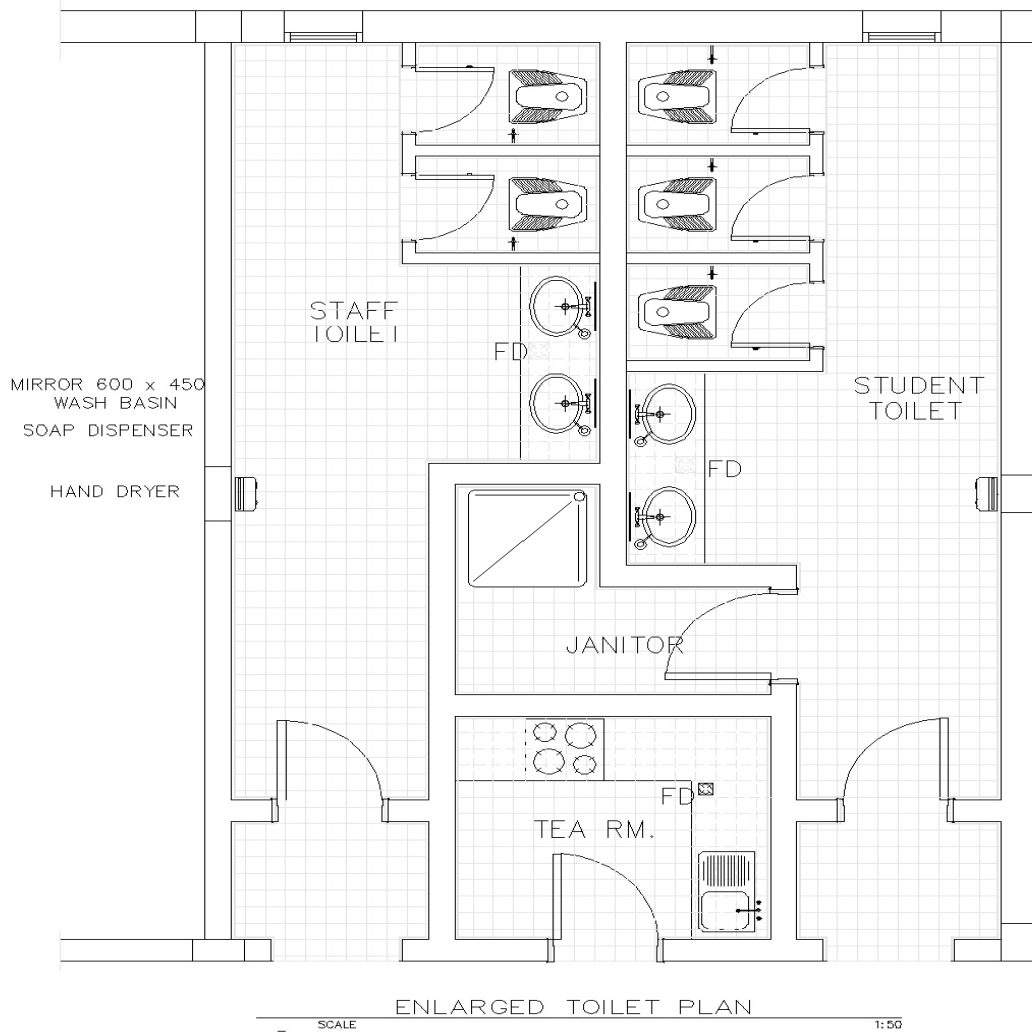 STAFF
TOILET
FD
MIRROR 600 x 450
WASH BASIN
SOAP DISPENSER
STUDENT
TOILET
FD
HAND DRYER
JANITOR
FD
TEA RM.
ENLARGED TOILET PLAN
SCALE
1:50